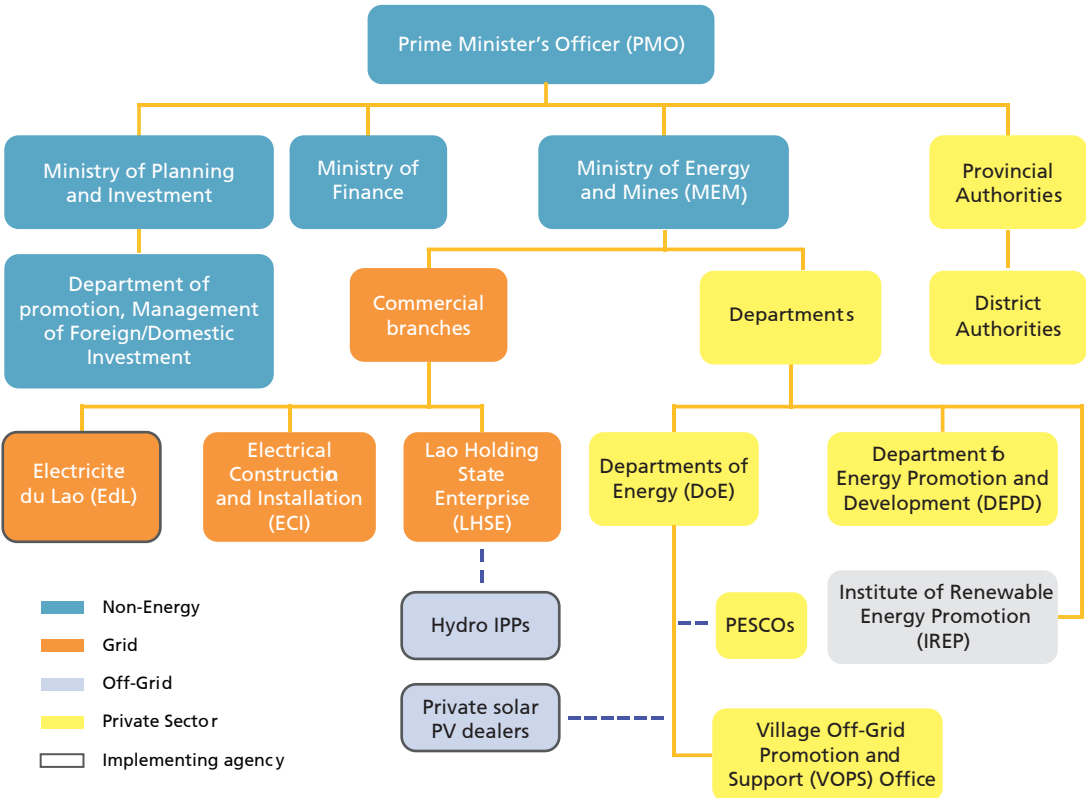 Prime Minister's Officer (PMO)
Ministry of Planning
and Investment
Ministry of
Finance
Ministry of Energy
and Mines (MEM)
Provincial
Authorities
Department of
promotion, Management
of Foreign/Domestic
Investment
Commercial
branches
Departments
District
Authorities
Electricite
du Lao (EdL)
Electrical
Construction
and Installation
(ECI)
Lao Holding
State
Enterprise
(LHSE)
Departments of
Energy (DoE)
Department fo
Energy Promotion and
Development (DEPD)
Hydro IPPs
PESCOs
Institute of Renewable
Energy Promotion
(IREP)
Private solar
PV dealers
Village Off-Grid
Promotion and
Support (VOPS) Office
Non-Energy
Grid
Off-Grid
Private Sector
Implementing agency